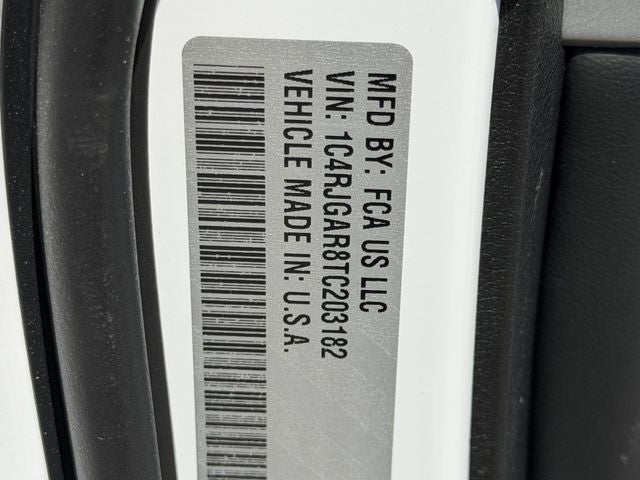 MFD BY: FCA US LLC
VIN: 1C4RJGAR8TC203182
VEHICLE MADE IN: U.S.A.